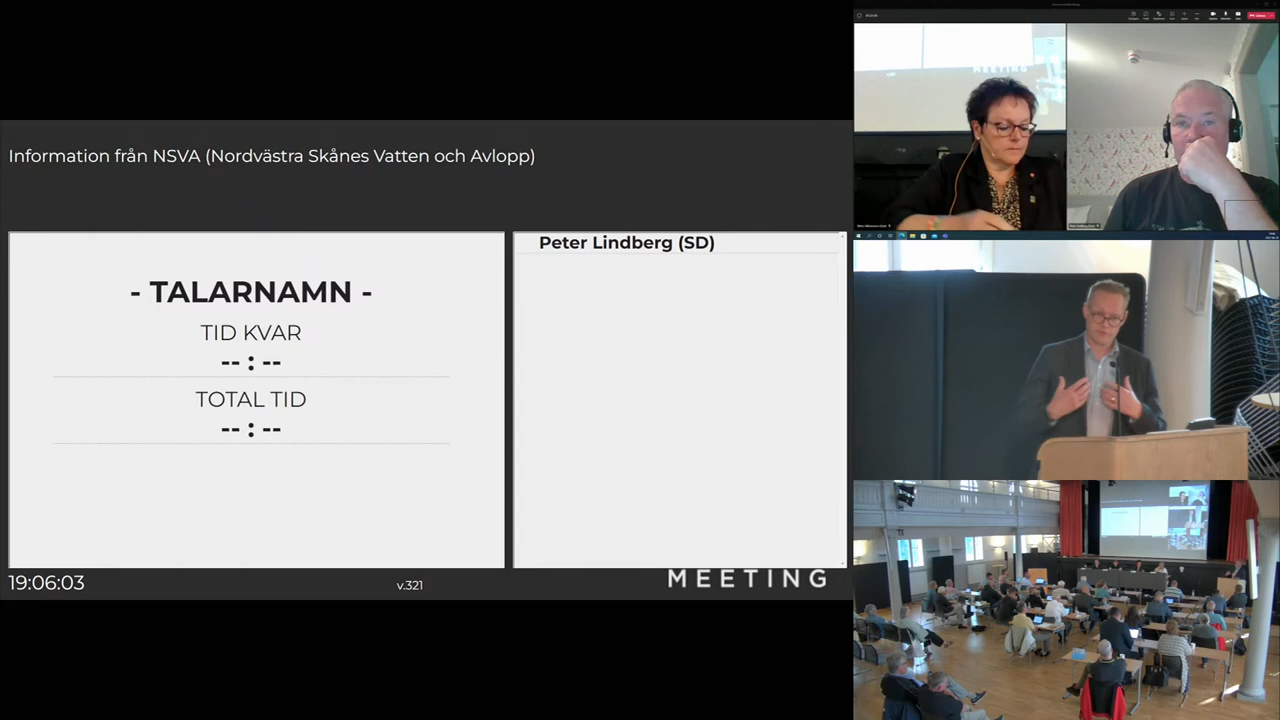 Information från NSVA (Nordvästra Skånes Vatten och Avlopp)
- TALARNAMN -
TID KVAR
-- : --
TOTAL TID
-- : --
Peter Lindberg (SD)
19:06:03
v.321
MEETING
MEETING